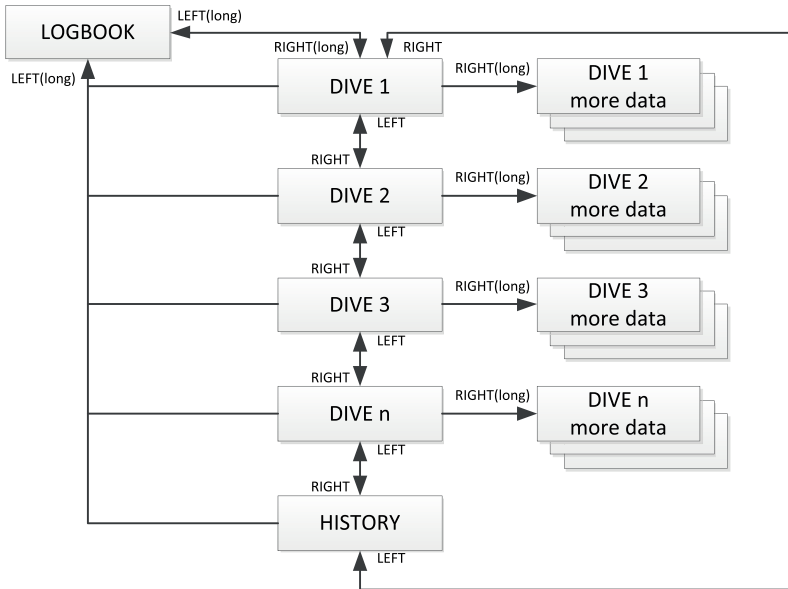 LOGBOOK
LEFT(long)
RIGHT(long)
RIGHT
LEFT(long)
DIVE 1
RIGHT(long)
DIVE 1
more data
LEFT
RIGHT
DIVE 2
RIGHT(long)
DIVE 2
more data
LEFT
RIGHT
DIVE 3
RIGHT(long)
DIVE 3
more data
LEFT
RIGHT
DIVE n
RIGHT(long)
DIVE n
more data
LEFT
RIGHT
HISTORY
LEFT